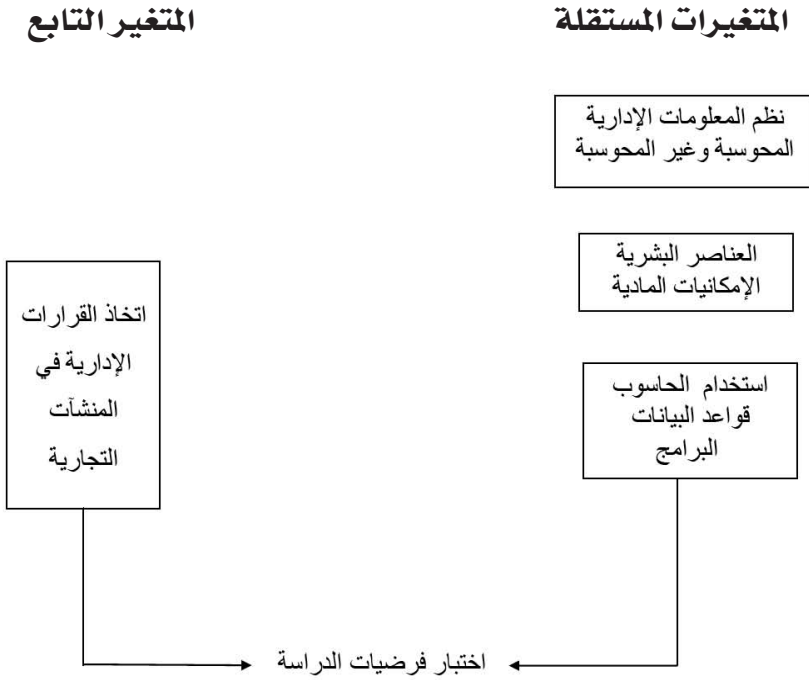 المتغيرات المستقلة
المتغير التابع
نظم المعلومات الإدارية
المحوسبة وغير المحوسبة
العناصر البشرية
الإمكانيات المادية
استخدام الحاسوب
قواعد البيانات
البرامج
اتخاذ القرارات
الإدارية في
المنشآت
التجارية
اختبار فرضيات الدراسة